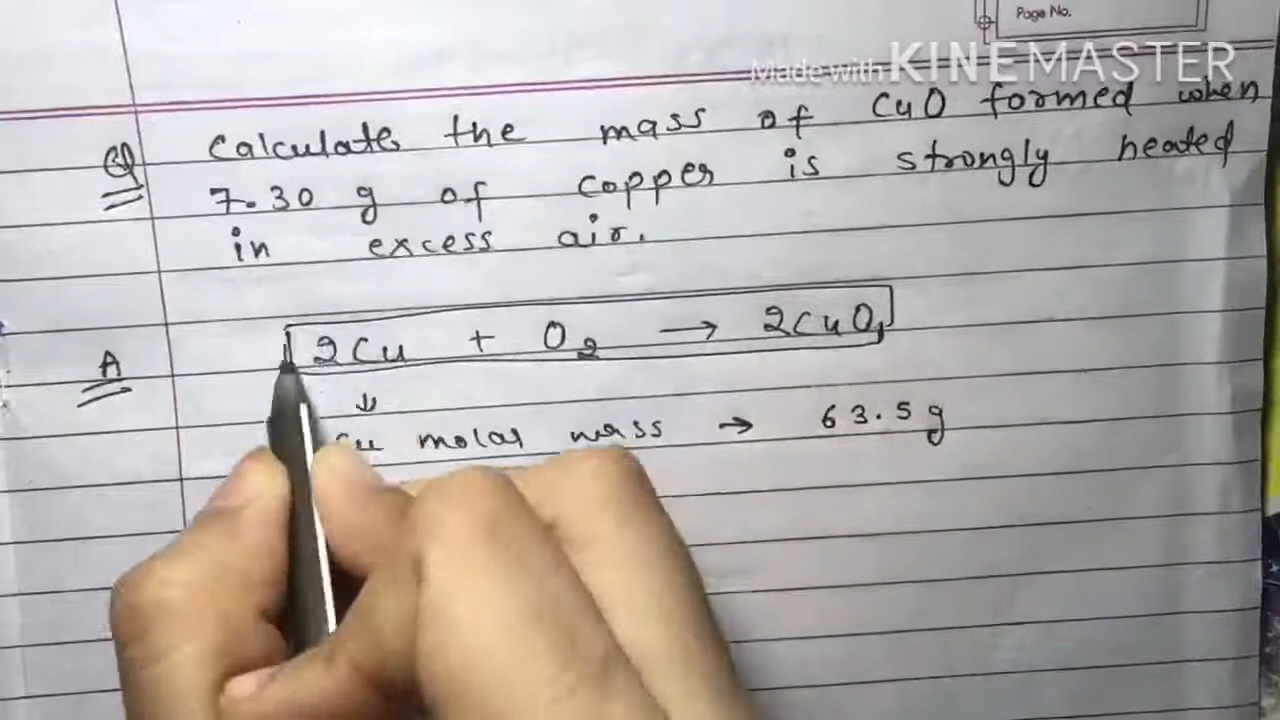 Page No.
Made with KINEMASTER
Q Calculate the mass of CuO formed when
7.30 g of copper is strongly heated
in excess air.
A 2Cu + O2 → 2CuO,
↓
Cu molar mass → 63.5 g